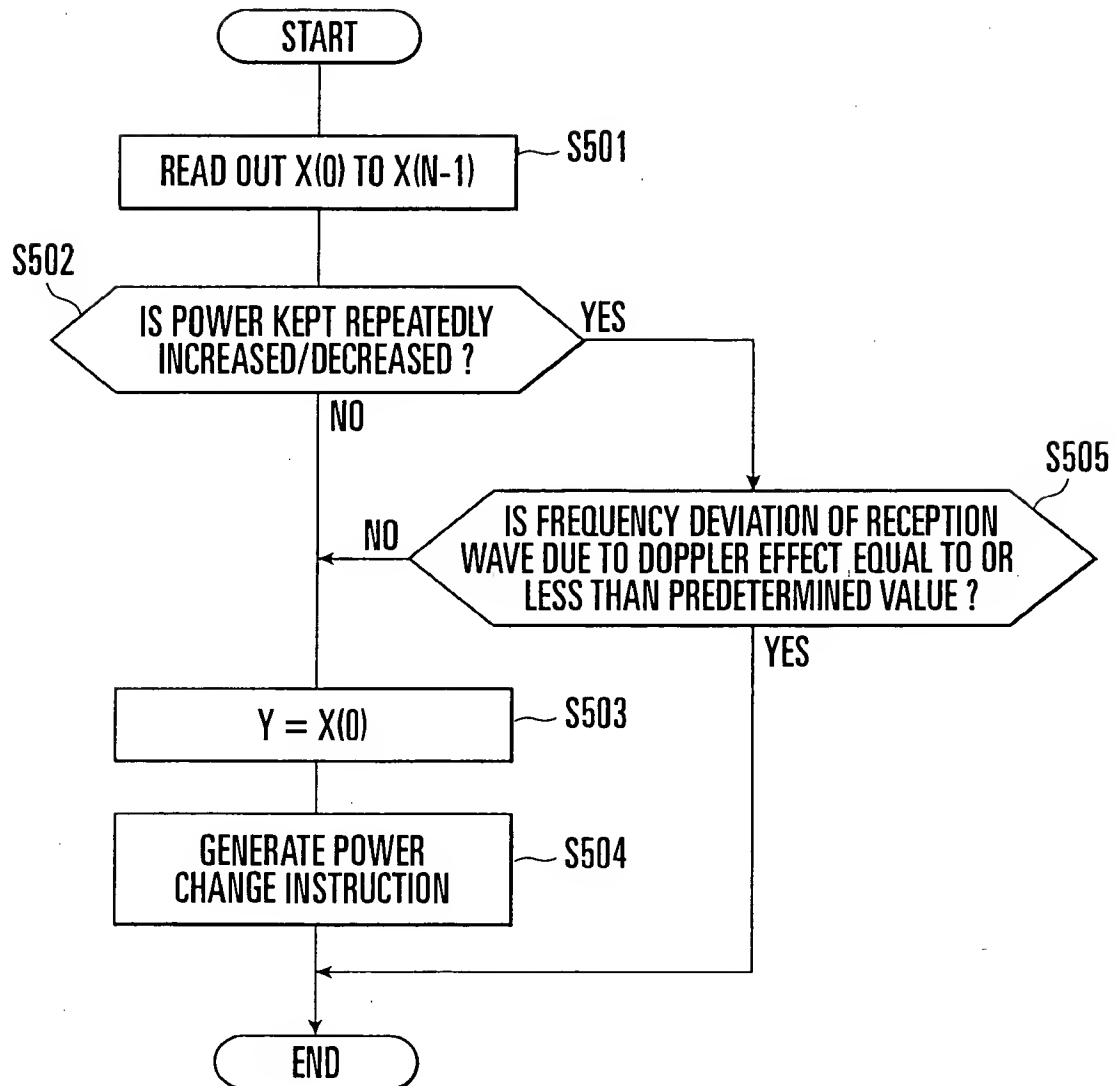 START
READ OUT X(0) TO X(N-1)
S501
S502
IS POWER KEPT REPEATEDLY
INCREASED/DECREASED ?
YES
NO
S505
IS FREQUENCY DEVIATION OF RECEPTION
WAVE DUE TO DOPPLER EFFECT EQUAL TO OR
LESS THAN PREDETERMINED VALUE ?
NO
YES
Y = X(0)
S503
GENERATE POWER
CHANGE INSTRUCTION
S504
END